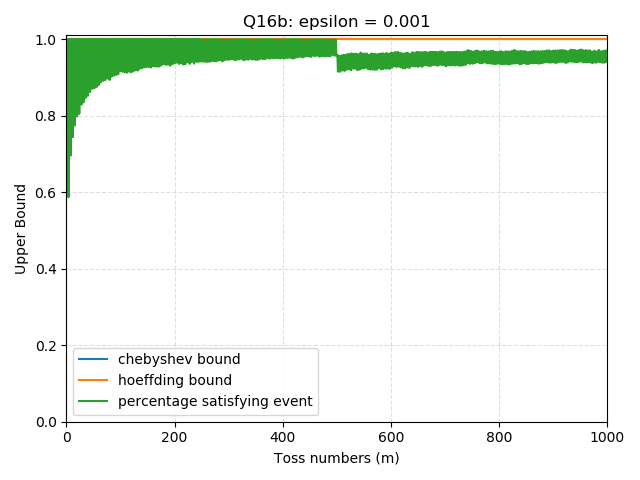 Q16b: epsilon = 0.001
Upper Bound
1.0
0.8
0.6
0.4
0.2
0.0
chebyshev bound
hoeffding bound
percentage satisfying event
0 200 400 600 800 1000
Toss numbers (m)